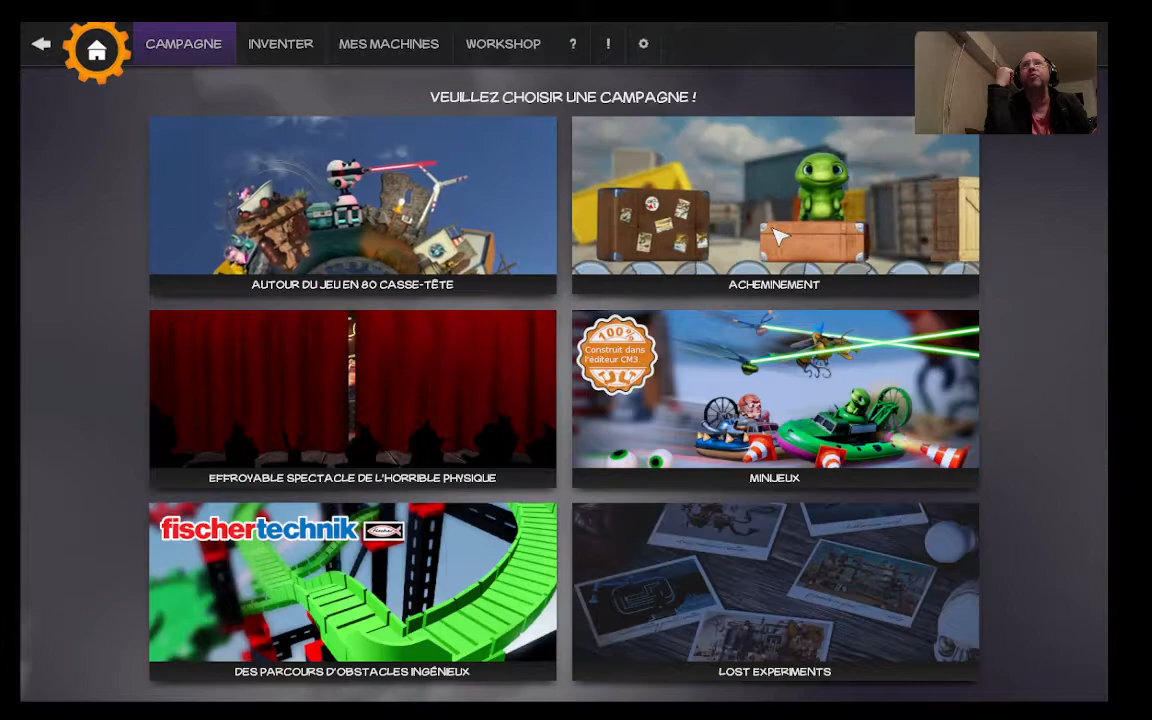 CAMPAGNE
INVENTER
MES MACHINES
WORKSHOP
?
!
VEUILLEZ CHOISIR UNE CAMPAGNE !
AUTOUR DU JEU EN 80 CASSE-TÊTE
ACHEMINEMENT
EFFROYABLE SPECTACLE DE L'HORRIBLE PHYSIQUE
100%
Construit dans
l'éditeur CM3.
MINIJEUX
fischertechnik
DES PARCOURS D'OBSTACLES INGÉNIEUX
LOST EXPERIMENTS